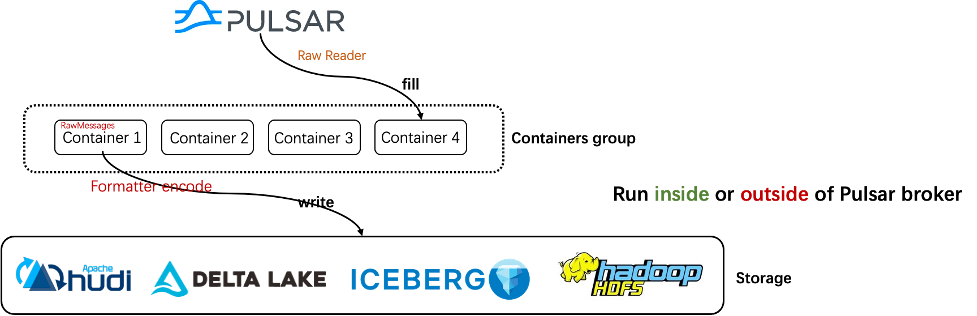 PULSAR
Raw Reader
fill
RawMessages
Container 1
Container 2
Container 3
Container 4
Containers group
Formatter encode
write
Run inside or outside of Pulsar broker
Apache
hudi
DELTA LAKE
ICEBERG
hadoop
HDFS
Storage